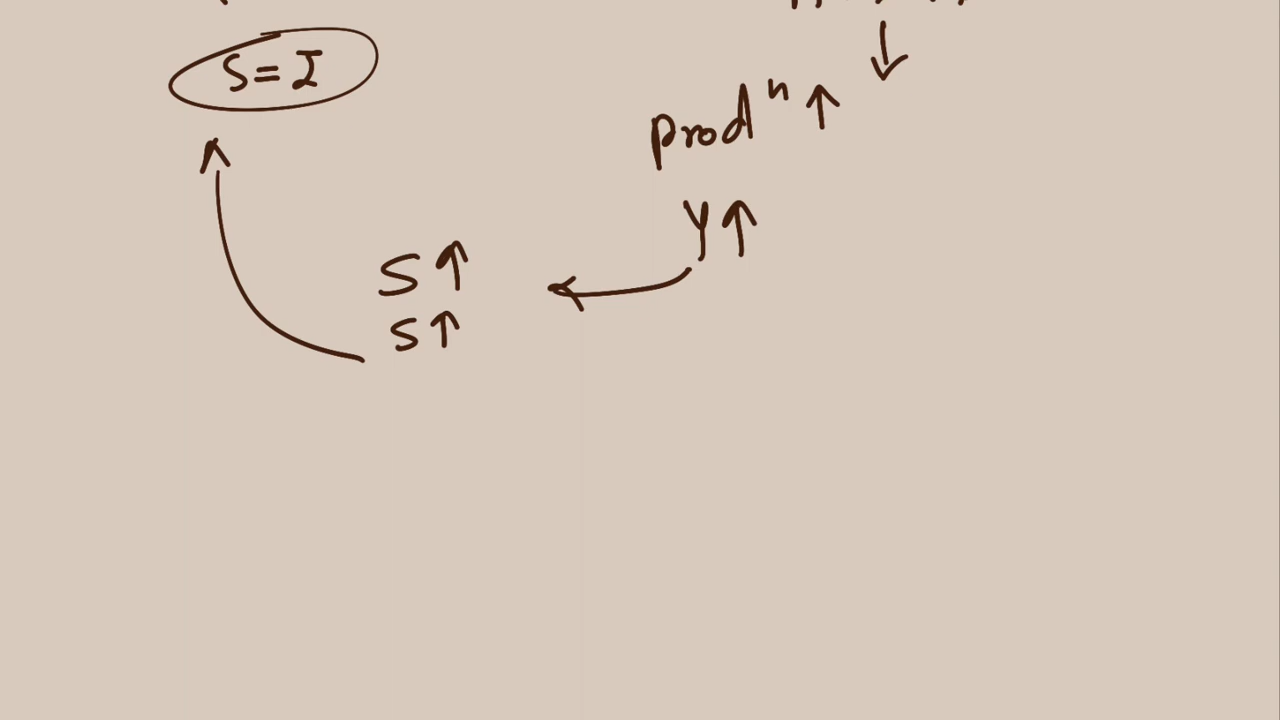 S=I
prodⁿ ↑
Y↑
S↑
S↑